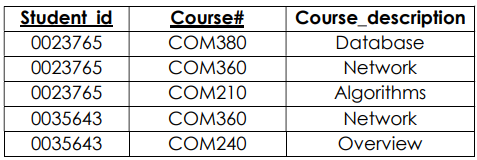 Student_id Course# Course_description
0023765 COM380 Database
0023765 COM360 Network
0023765 COM210 Algorithms
0035643 COM360 Network
0035643 COM240 Overview